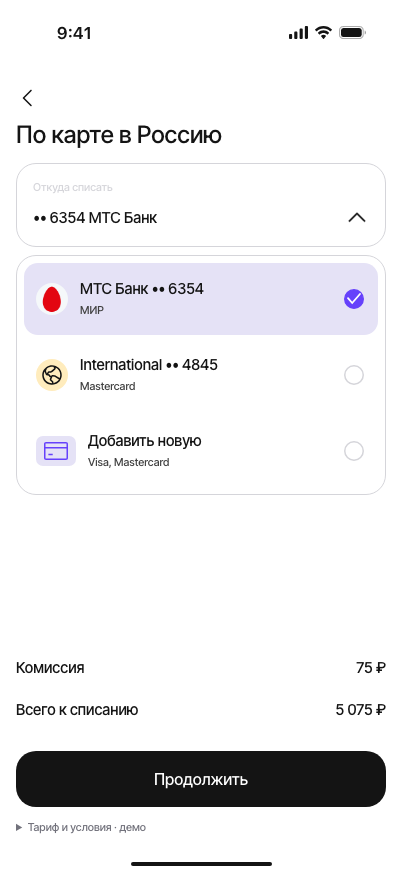 9:41
По карте в Россию
Откуда списать
•• 6354 МТС Банк
МТС Банк •• 6354
МИР
International •• 4845
Mastercard
Добавить новую
Visa, Mastercard
Комиссия 75 ₽
Всего к списанию 5 075 ₽
Продолжить
Тариф и условия · демо